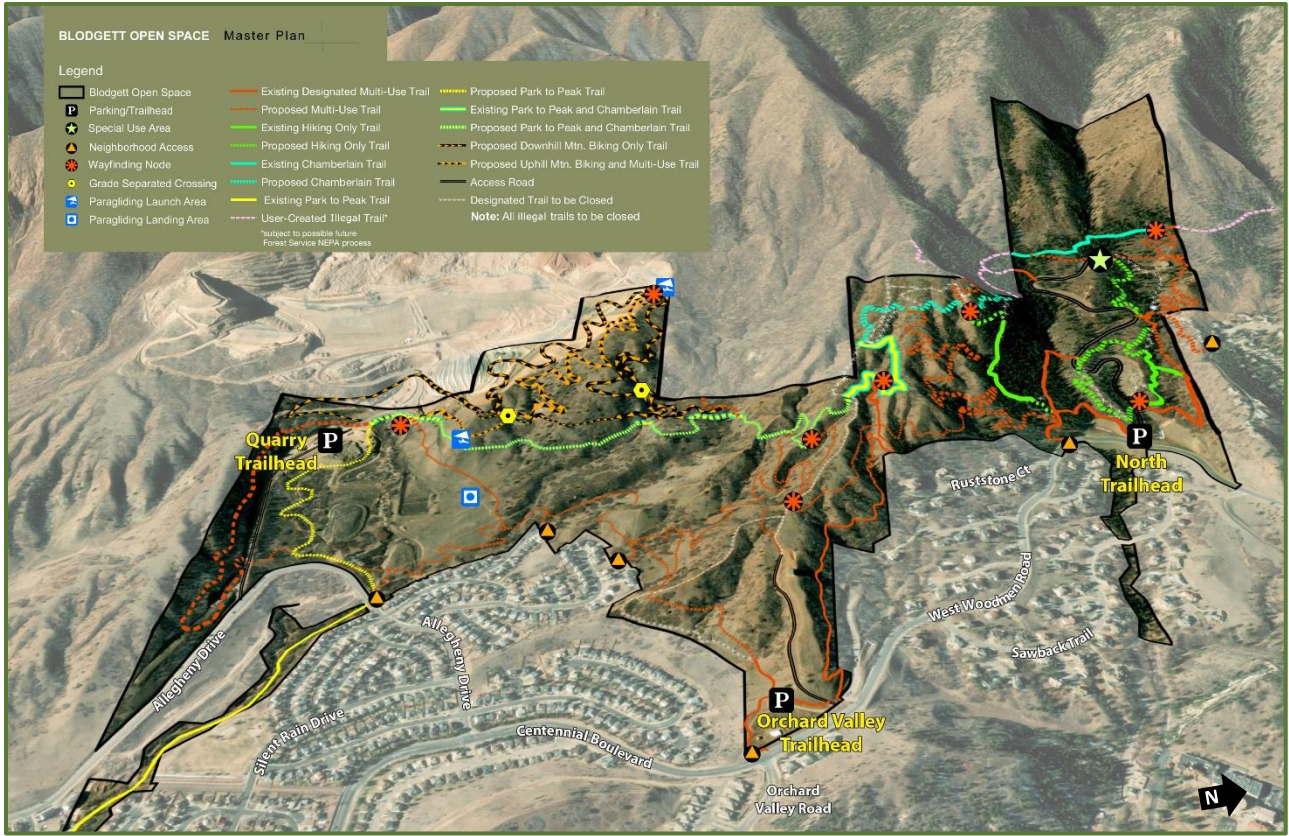 BLODGETT OPEN SPACE Master Plan
Legend
Blodgett Open Space
P Parking/Trailhead
Special Use Area
Neighborhood Access
Wayfinding Node
Grade Separated Crossing
Paragliding Launch Area
Paragliding Landing Area
Existing Designated Multi-Use Trail
Proposed Multi-Use Trail
Existing Hiking Only Trail
Proposed Hiking Only Trail
Existing Chamberlain Trail
Proposed Chamberlain Trail
Existing Park to Peak Trail
User-Created Illegal Trail*
*subject to possible future
Forest Service NEPA process
Proposed Park to Peak Trail
Existing Park to Peak and Chamberlain Trail
Proposed Park to Peak and Chamberlain Trail
Proposed Downhill Mtn. Biking Only Trail
Proposed Uphill Mtn. Biking and Multi-Use Trail
Access Road
Designated Trail to be Closed
Note: All illegal trails to be closed
P
Quarry
Trailhead
P
North
Trailhead
Ruststone Ct
West Woodmen Road
Sawback Trail
Allegheny Drive
Allegheny Drive
Silent Rain Drive
Centennial Boulevard
P
Orchard Valley
Trailhead
Orchard
Valley Road
N